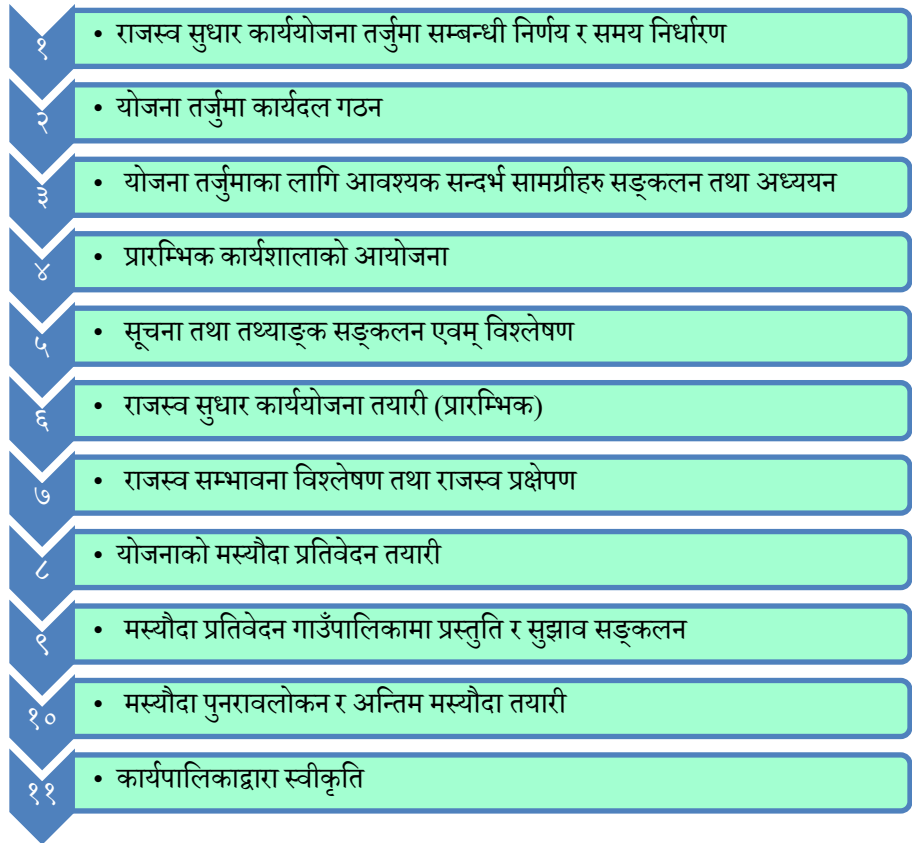 १ • राजस्व सुधार कार्ययोजना तर्जुमा सम्बन्धी निर्णय र समय निर्धारण
२ • योजना तर्जुमा कार्यदल गठन
३ • योजना तर्जुमाका लागि आवश्यक सन्दर्भ सामग्रीहरु सङ्कलन तथा अध्ययन
४ • प्रारम्भिक कार्यशालाको आयोजना
५ • सूचना तथा तथ्याङ्क सङ्कलन एवम् विश्लेषण
६ • राजस्व सुधार कार्ययोजना तयारी (प्रारम्भिक)
७ • राजस्व सम्भावना विश्लेषण तथा राजस्व प्रक्षेपण
८ • योजनाको मस्यौदा प्रतिवेदन तयारी
९ • मस्यौदा प्रतिवेदन गाउँपालिकामा प्रस्तुति र सुझाव सङ्कलन
१० • मस्यौदा पुनरावलोकन र अन्तिम मस्यौदा तयारी
११ • कार्यपालिकाद्वारा स्वीकृति